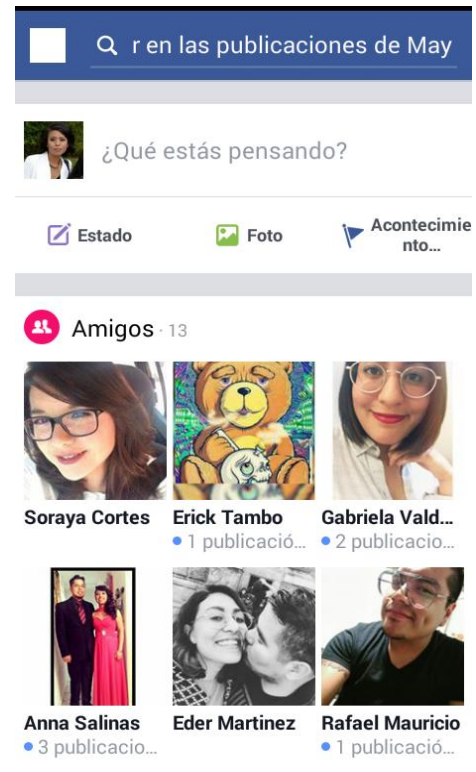 r en las publicaciones de May
¿Qué estás pensando?
Estado
Foto
Acontecimie
nto...
Amigos · 13
Soraya Cortes
Erick Tambo
Gabriela Vald...
1 publicació...
2 publicacio...
Anna Salinas
Eder Martinez
Rafael Mauricio
3 publicacio...
1 publicació...